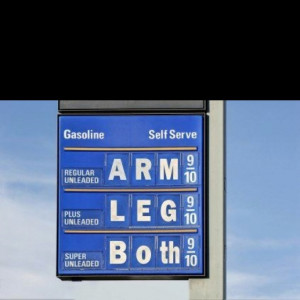 Gasoline Self Serve
REGULAR UNLEADED ARM 9/10
PLUS UNLEADED LEG 9/10
SUPER UNLEADED Both 9/10